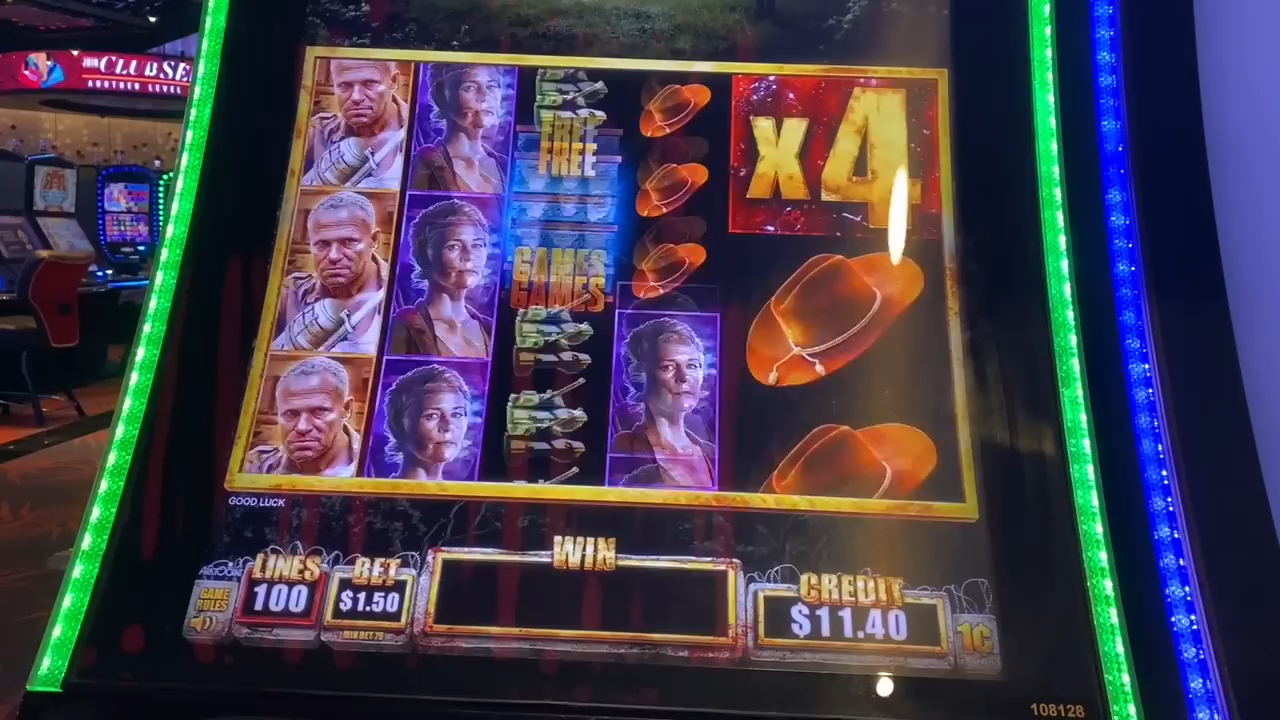 JOIN CLUB SE
ANOTHER LEVEL
FREE
FREE
x4
GAMES
GAMES
GOOD LUCK
WIN
LINES
100
BET
$1.50
MIN BET 75
GAME
RULES
CREDIT
$11.40
1¢
108128